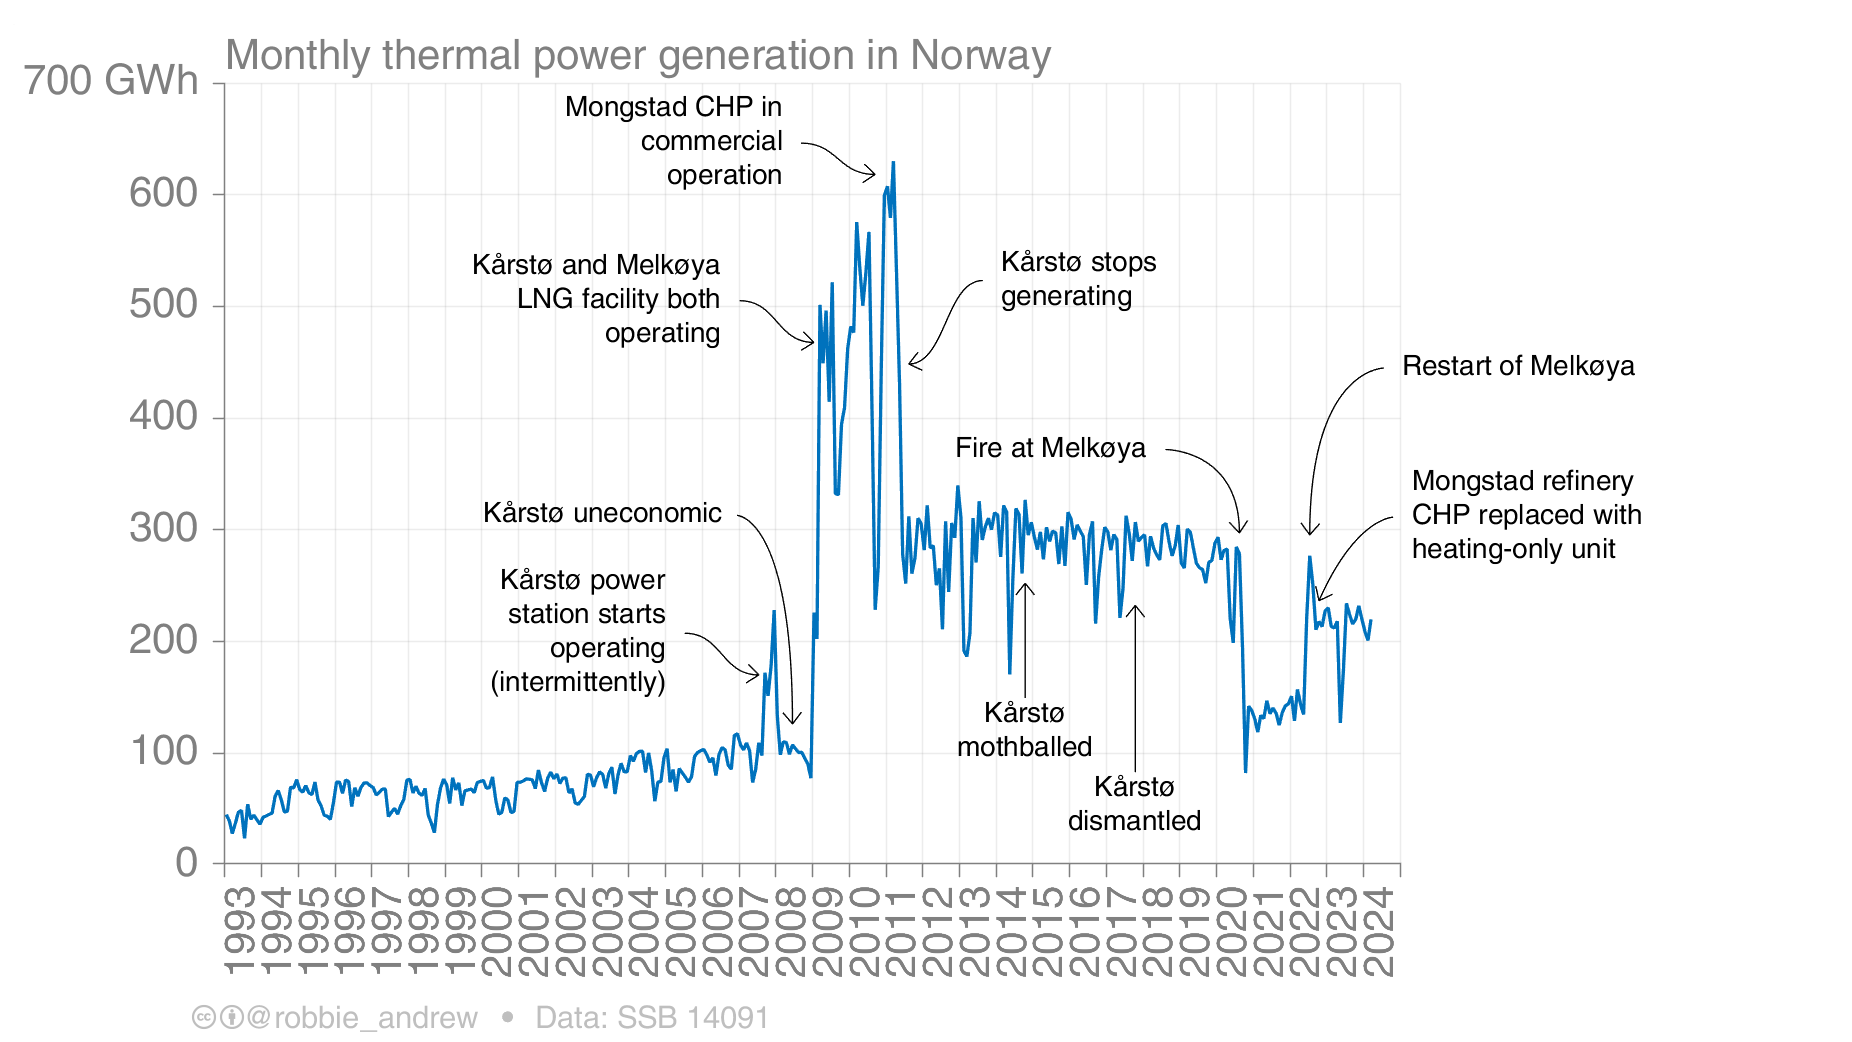 Monthly thermal power generation in Norway
700 GWh
600
500
400
300
200
100
0
Mongstad CHP in
commercial
operation
Kårstø and Melkøya
LNG facility both
operating
Kårstø stops
generating
Restart of Melkøya
Fire at Melkøya
Mongstad refinery
CHP replaced with
heating-only unit
Kårstø uneconomic
Kårstø power
station starts
operating
(intermittently)
Kårstø
mothballed
Kårstø
dismantled
1993
1994
1995
1996
1997
1998
1999
2000
2001
2002
2003
2004
2005
2006
2007
2008
2009
2010
2011
2012
2013
2014
2015
2016
2017
2018
2019
2020
2021
2022
2023
2024
@robbie_andrew • Data: SSB 14091